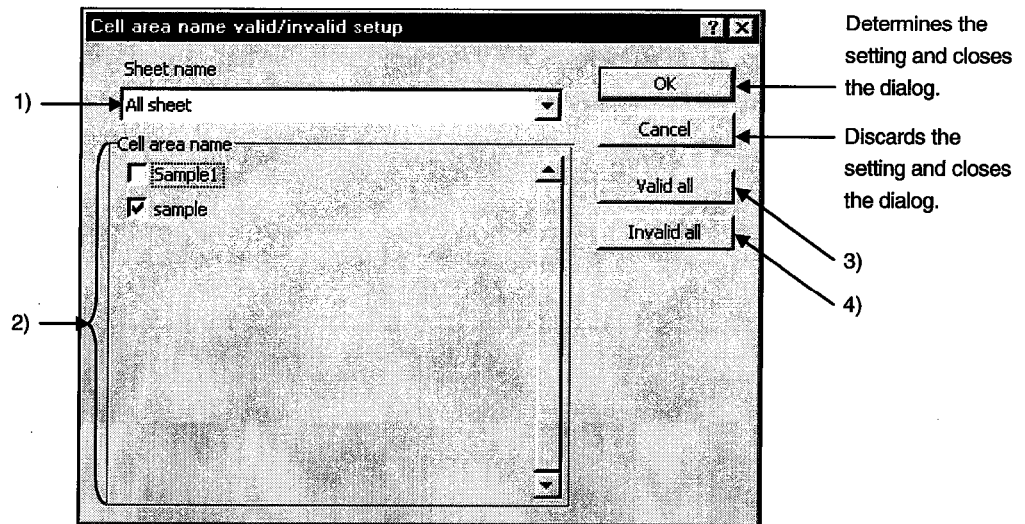 Cell area name valid/invalid setup
Sheet name
1)
All sheet
OK
Determines the
setting and closes
the dialog.
Cancel
Discards the
setting and closes
the dialog.
Cell area name
Sample1
sample
Valid all
Invalid all
2)
3)
4)